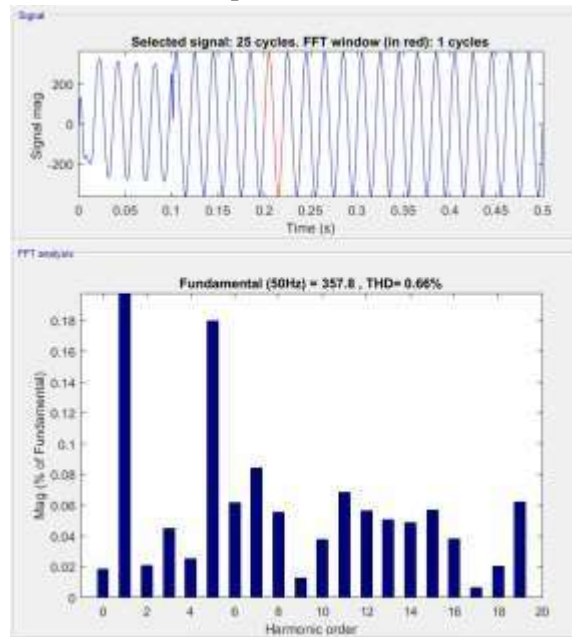 Signal
Selected signal: 25 cycles. FFT window (in red): 1 cycles
Signal mag
200
0
-200
0 0.05 0.1 0.15 0.2 0.25 0.3 0.35 0.4 0.45 0.5
Time (s)
FFT analysis
Fundamental (50Hz) = 357.8 , THD= 0.66%
Mag (% of Fundamental)
0.18
0.16
0.14
0.12
0.1
0.08
0.06
0.04
0.02
0
0 2 4 6 8 10 12 14 16 18 20
Harmonic order